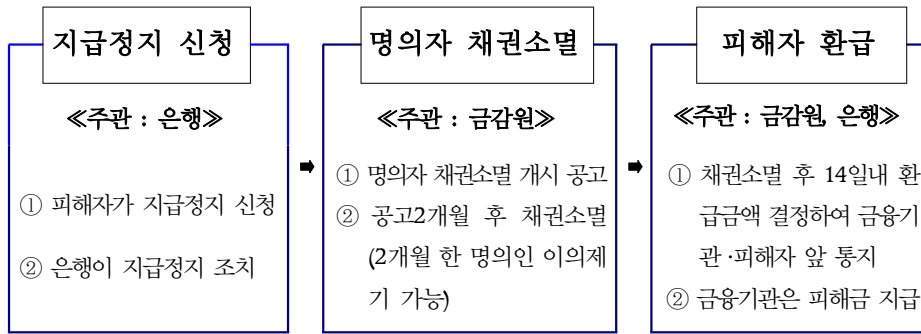 지급정지 신청
≪주관 : 은행≫
① 피해자가 지급정지 신청
② 은행이 지급정지 조치
명의자 채권소멸
≪주관 : 금감원≫
① 명의자 채권소멸 개시 공고
② 공고2개월 후 채권소멸
(2개월 한 명의인 이의제
기 가능)
피해자 환급
≪주관 : 금감원, 은행≫
① 채권소멸 후 14일내 환
급금액 결정하여 금융기
관·피해자 앞 통지
② 금융기관은 피해금 지급